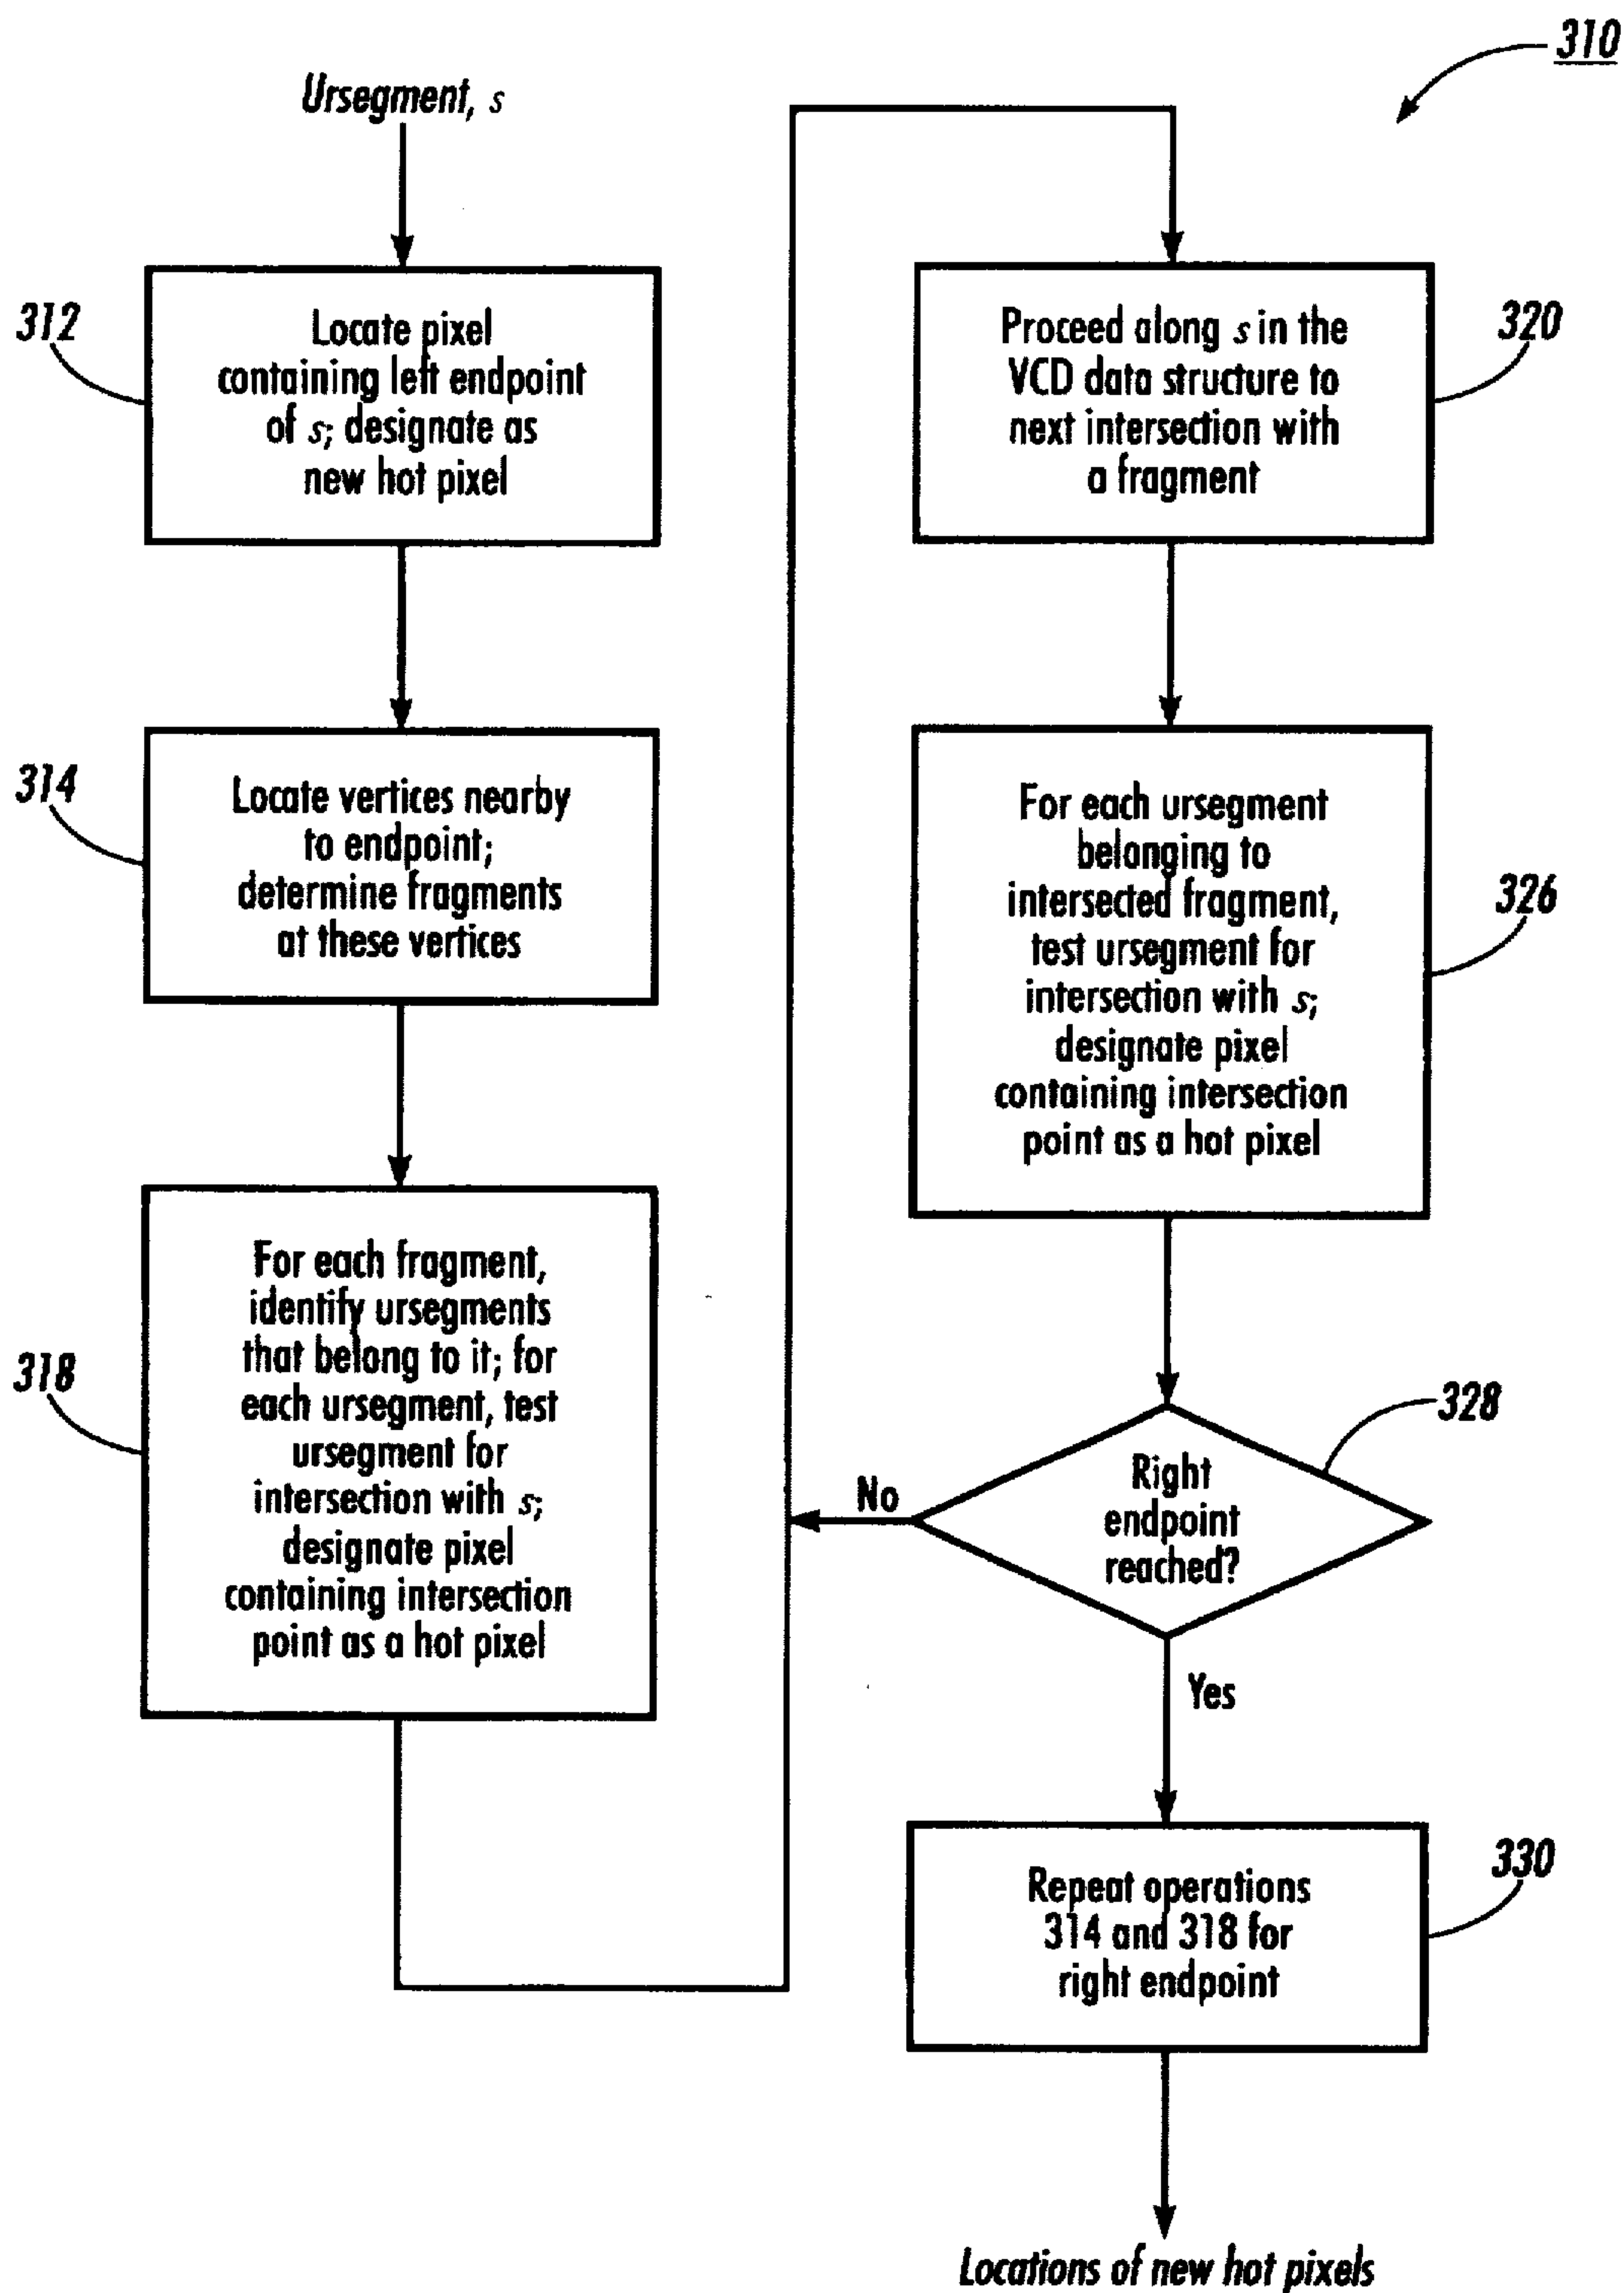 310
Ursegment, s
312
Locate pixel
containing left endpoint
of s; designate as
new hot pixel
314
Locate vertices nearby
to endpoint;
determine fragments
at these vertices
318
For each fragment,
identify ursegments
that belong to it; for
each ursegment, test
ursegment for
intersection with s;
designate pixel
containing intersection
point as a hot pixel
320
Proceed along s in the
VCD data structure to
next intersection with
a fragment
326
For each ursegment
belonging to
intersected fragment,
test ursegment for
intersection with s;
designate pixel
containing intersection
point as a hot pixel
328
Right
endpoint
reached?
No
Yes
330
Repeat operations
314 and 318 for
right endpoint
Locations of new hot pixels